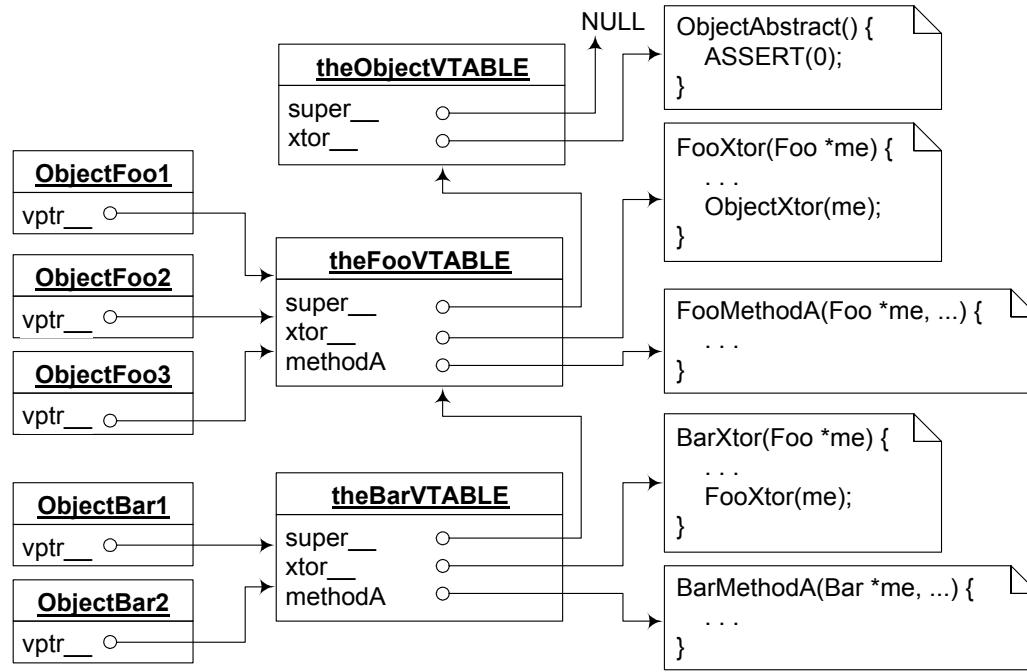 NULL
theObjectVTABLE
super__
xtor__
ObjectAbstract() {
ASSERT(0);
}
ObjectFoo1
vptr__
ObjectFoo2
vptr__
ObjectFoo3
vptr__
theFooVTABLE
super__
xtor__
methodA
FooXtor(Foo *me) {
. . .
ObjectXtor(me);
}
FooMethodA(Foo *me, ...) {
. . .
}
ObjectBar1
vptr__
ObjectBar2
vptr__
theBarVTABLE
super__
xtor__
methodA
BarXtor(Foo *me) {
. . .
FooXtor(me);
}
BarMethodA(Bar *me, ...) {
. . .
}